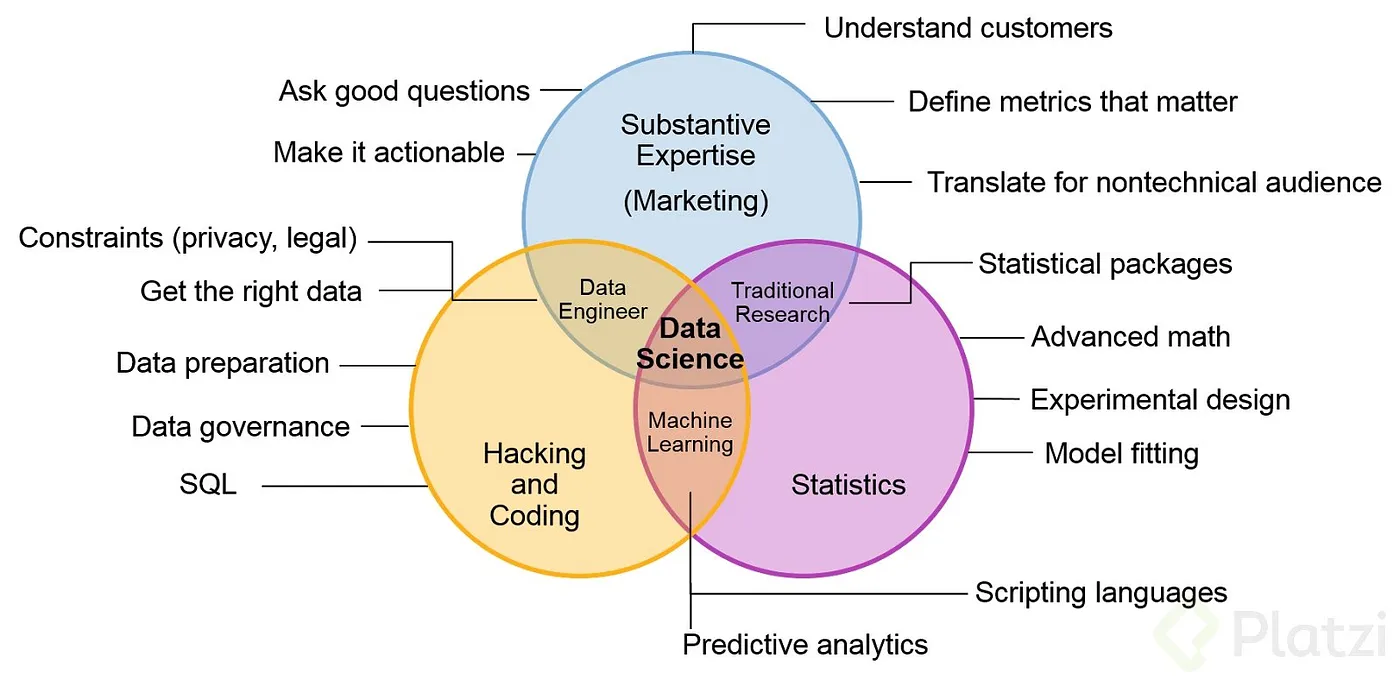 Understand customers
Ask good questions
Define metrics that matter
Substantive
Expertise
(Marketing)
Make it actionable
Translate for nontechnical audience
Constraints (privacy, legal)
Get the right data
Statistical packages
Data
Engineer
Traditional
Research
Data
Science
Data preparation
Advanced math
Data governance
Experimental design
Machine
Learning
Model fitting
SQL
Hacking
and
Coding
Statistics
Scripting languages
Predictive analytics
Platzi